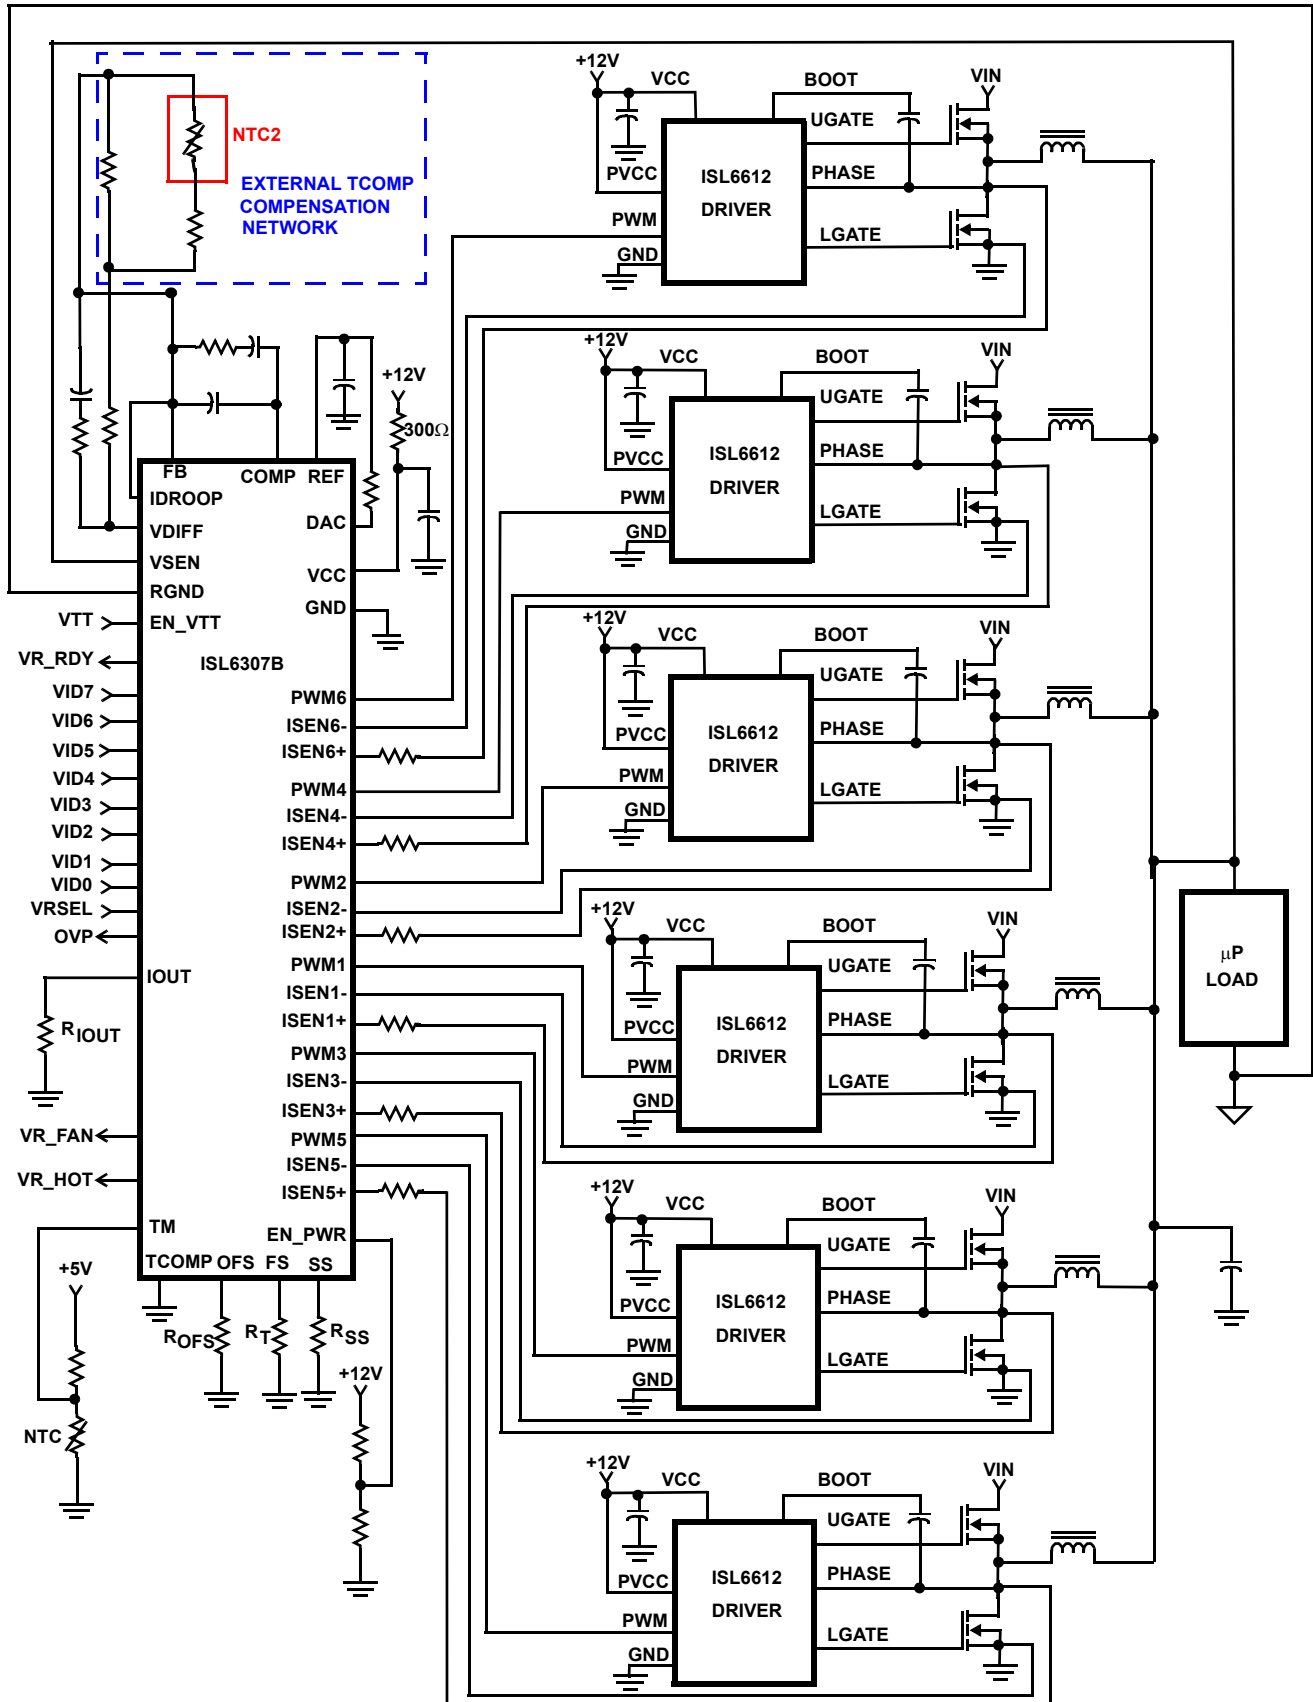 +12V
VCC
BOOT
VIN
UGATE
NTC2
PVCC
ISL6612
DRIVER
PHASE
EXTERNAL TCOMP
COMPENSATION
NETWORK
PWM
LGATE
GND
+12V
VCC
BOOT
VIN
UGATE
+12V
300Ω
PVCC
ISL6612
DRIVER
PHASE
PWM
LGATE
GND
FB
COMP
REF
IDROOP
DAC
VDIFF
VSEN
VCC
RGND
GND
VTT
EN_VTT
VR_RDY
ISL6307B
VID7
PWM6
VID6
ISEN6-
VID5
ISEN6+
VID4
PWM4
VID3
ISEN4-
VID2
ISEN4+
VID1
PWM2
VID0
ISEN2-
VRSEL
ISEN2+
OVP
PWM1
IOUT
ISEN1-
RIOUT
ISEN1+
PWM3
ISEN3-
ISEN3+
VR_FAN
PWM5
ISEN5-
VR_HOT
ISEN5+
TM
EN_PWR
TCOMP
OFS
FS
SS
+5V
ROFS
RT
RSS
+12V
NTC
+12V
VCC
BOOT
VIN
UGATE
PVCC
ISL6612
DRIVER
PHASE
PWM
LGATE
GND
+12V
VCC
BOOT
VIN
UGATE
PVCC
ISL6612
DRIVER
PHASE
PWM
LGATE
GND
µP
LOAD
+12V
VCC
BOOT
VIN
UGATE
PVCC
ISL6612
DRIVER
PHASE
PWM
LGATE
GND
+12V
VCC
BOOT
VIN
UGATE
PVCC
ISL6612
DRIVER
PHASE
PWM
LGATE
GND